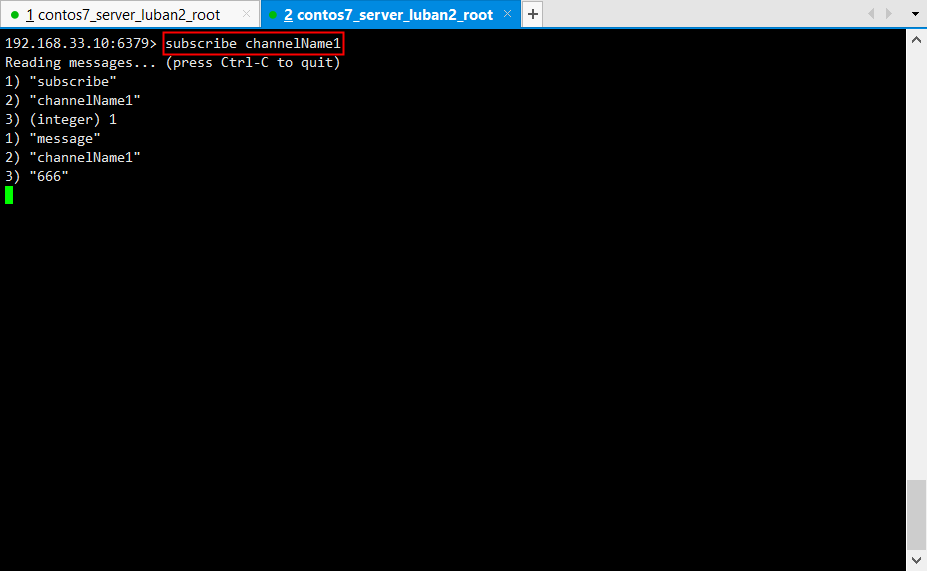 1 contos7_server_luban2_root × 2 contos7_server_luban2_root × +
192.168.33.10:6379> subscribe channelName1
Reading messages... (press Ctrl-C to quit)
1) "subscribe"
2) "channelName1"
3) (integer) 1
1) "message"
2) "channelName1"
3) "666"